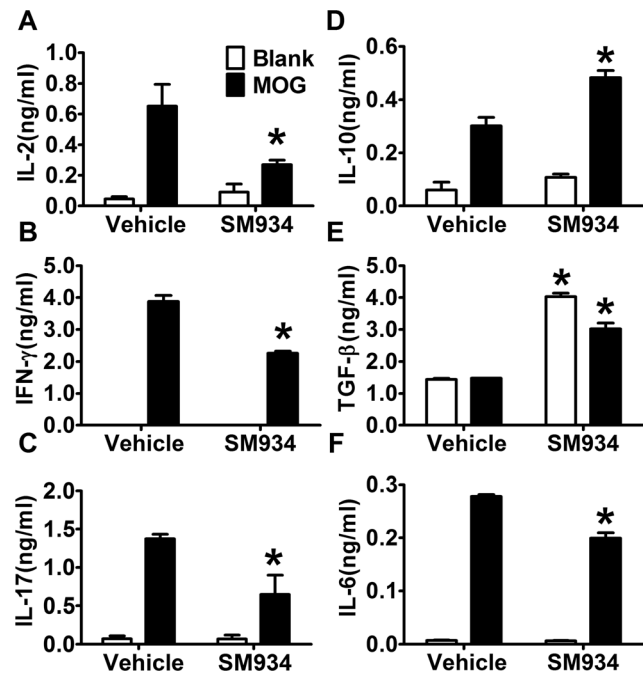 A
IL-2(ng/ml)
1.0
0.8
0.6
0.4
0.2
0.0
Blank
MOG
*
Vehicle SM934
B
IFN-γ(ng/ml)
5.0
4.0
3.0
2.0
1.0
0.0
*
Vehicle SM934
C
IL-17(ng/ml)
2.0
1.5
1.0
0.5
0.0
*
Vehicle SM934
D
IL-10(ng/ml)
0.6
0.4
0.2
0.0
*
Vehicle SM934
E
TGF-β(ng/ml)
5.0
4.0
3.0
2.0
1.0
0.0
* *
Vehicle SM934
F
IL-6(ng/ml)
0.3
0.2
0.1
0.0
*
Vehicle SM934